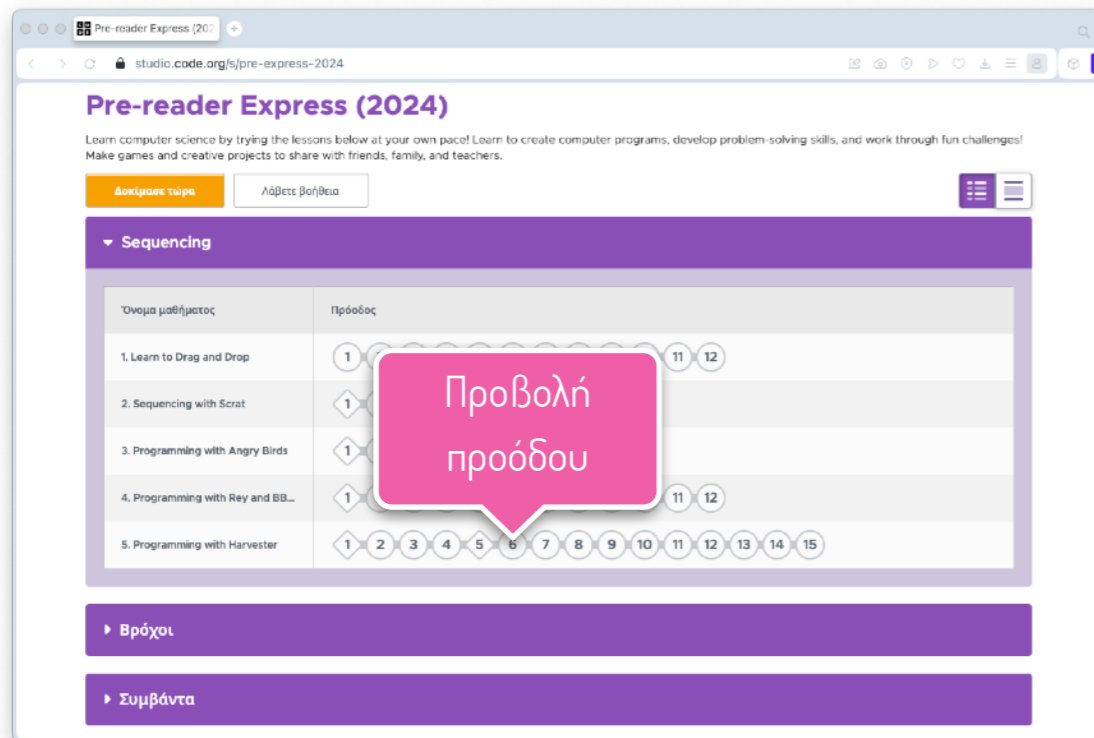 Pre-reader Express (202
studio.code.org/s/pre-express-2024
Pre-reader Express (2024)
Learn computer science by trying the lessons below at your own pace! Learn to create computer programs, develop problem-solving skills, and work through fun challenges!
Make games and creative projects to share with friends, family, and teachers.
Δοκίμασε τώρα
Λάβετε βοήθεια
Sequencing
Όνομα μαθήματος
Πρόοδος
1. Learn to Drag and Drop
1 11 12
2. Sequencing with Scrat
1
3. Programming with Angry Birds
1
4. Programming with Rey and BB...
1 11 12
5. Programming with Harvester
1 2 3 4 5 6 7 8 9 10 11 12 13 14 15
Προβολή
προόδου
Βρόχοι
Συμβάντα